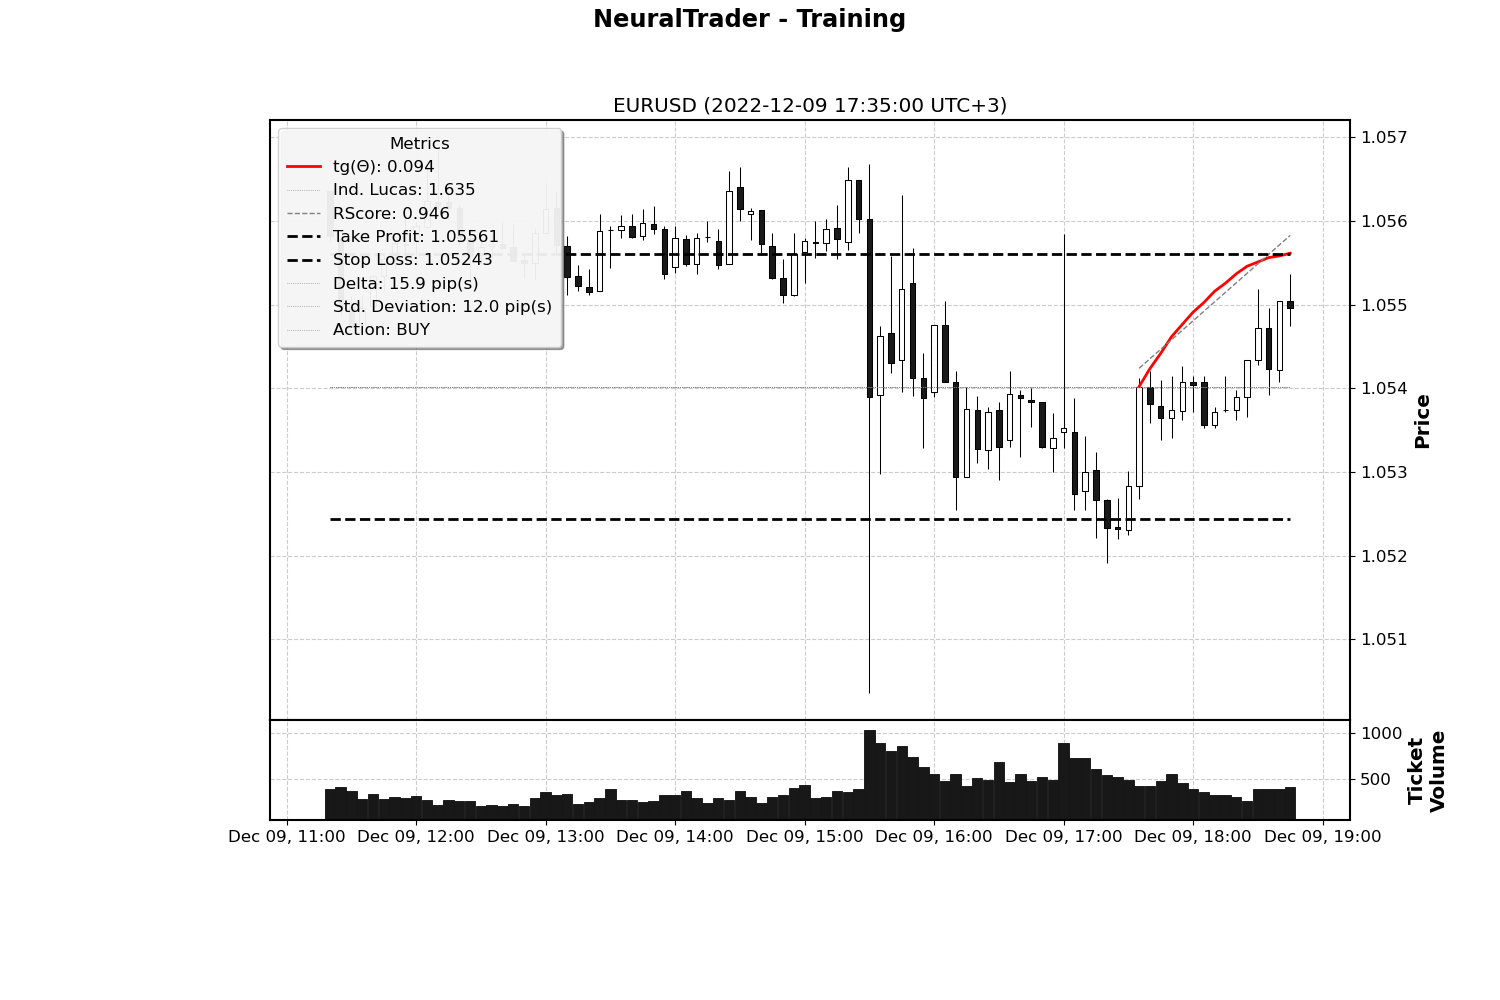 NeuralTrader - Training
EURUSD (2022-12-09 17:35:00 UTC+3)
Metrics
tg(Θ): 0.094
Ind. Lucas: 1.635
RScore: 0.946
Take Profit: 1.05561
Stop Loss: 1.05243
Delta: 15.9 pip(s)
Std. Deviation: 12.0 pip(s)
Action: BUY
1.057
1.056
1.055
1.054
1.053
1.052
1.051
Price
1000
500
Ticket
Volume
Dec 09, 11:00 Dec 09, 12:00 Dec 09, 13:00 Dec 09, 14:00 Dec 09, 15:00 Dec 09, 16:00 Dec 09, 17:00 Dec 09, 18:00 Dec 09, 19:00